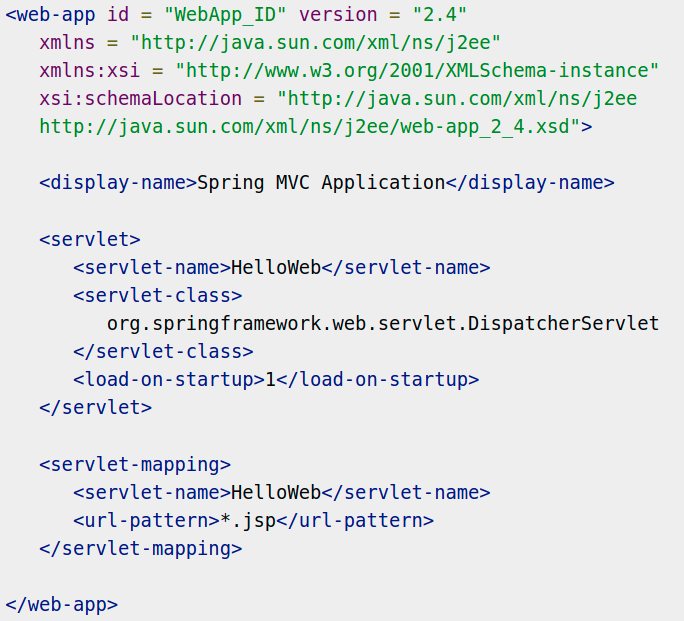 <web-app id = "WebApp_ID" version = "2.4"
   xmlns = "http://java.sun.com/xml/ns/j2ee"
   xmlns:xsi = "http://www.w3.org/2001/XMLSchema-instance"
   xsi:schemaLocation = "http://java.sun.com/xml/ns/j2ee
   http://java.sun.com/xml/ns/j2ee/web-app_2_4.xsd">

   <display-name>Spring MVC Application</display-name>

   <servlet>
      <servlet-name>HelloWeb</servlet-name>
      <servlet-class>
         org.springframework.web.servlet.DispatcherServlet
      </servlet-class>
      <load-on-startup>1</load-on-startup>
   </servlet>

   <servlet-mapping>
      <servlet-name>HelloWeb</servlet-name>
      <url-pattern>*.jsp</url-pattern>
   </servlet-mapping>

</web-app>